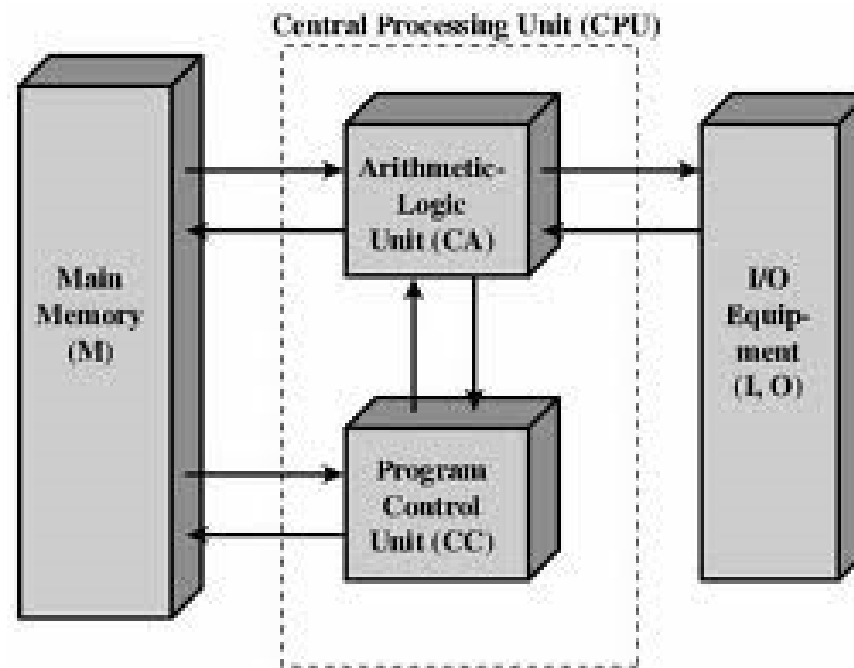 Central Processing Unit (CPU)
Main
Memory
(M)
Arithmetic-
Logic
Unit (CA)
Program
Control
Unit (CC)
I/O
Equip-
ment
(I, O)